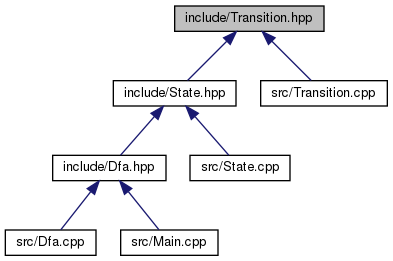 include/Transition.hpp
include/State.hpp
src/Transition.cpp
include/Dfa.hpp
src/State.cpp
src/Dfa.cpp
src/Main.cpp